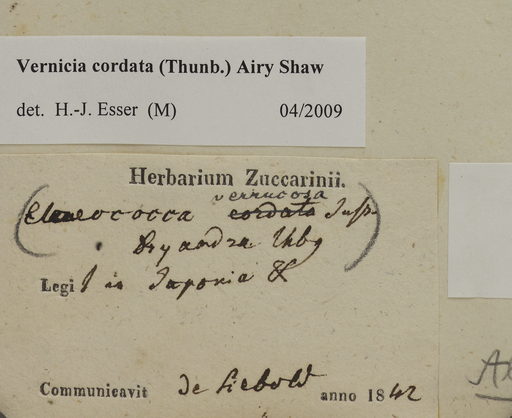 Vernicia cordata (Thunb.) Airy Shaw
det. H.-J. Esser (M) 04/2009
Herbarium Zuccarinii.
verrucosa
(Elaeococca cordata Juss.
Dryandra Thbg)
Legi in Japonia
Communicavit de Siebold anno 1842